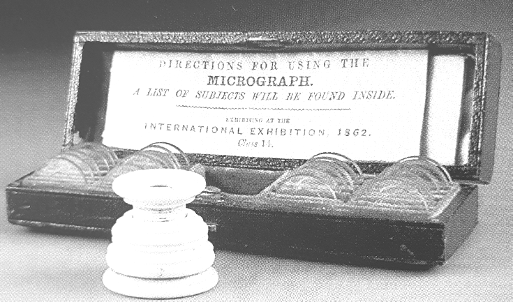 DIRECTIONS FOR USING THE
MICROGRAPH.
A LIST OF SUBJECTS WILL BE FOUND INSIDE.
EXHIBITING AT THE
INTERNATIONAL EXHIBITION, 1862.
Class 14.